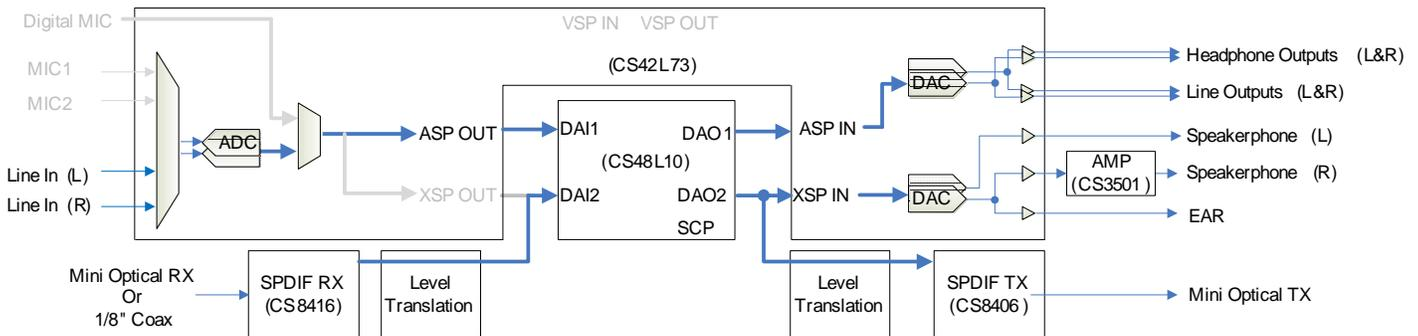 Digital MIC
VSP IN VSP OUT
(CS42L73)
MIC1
MIC2
ADC
Line In (L)
Line In (R)
ASP OUT
XSP OUT
DAI1
DAO1
(CS48L10)
DAI2
DAO2
SCP
ASP IN
XSP IN
DAC
DAC
Headphone Outputs (L&R)
Line Outputs (L&R)
Speakerphone (L)
AMP
(CS3501)
Speakerphone (R)
EAR
Mini Optical RX
Or
1/8" Coax
SPDIF RX
(CS8416)
Level
Translation
Level
Translation
SPDIF TX
(CS8406)
Mini Optical TX